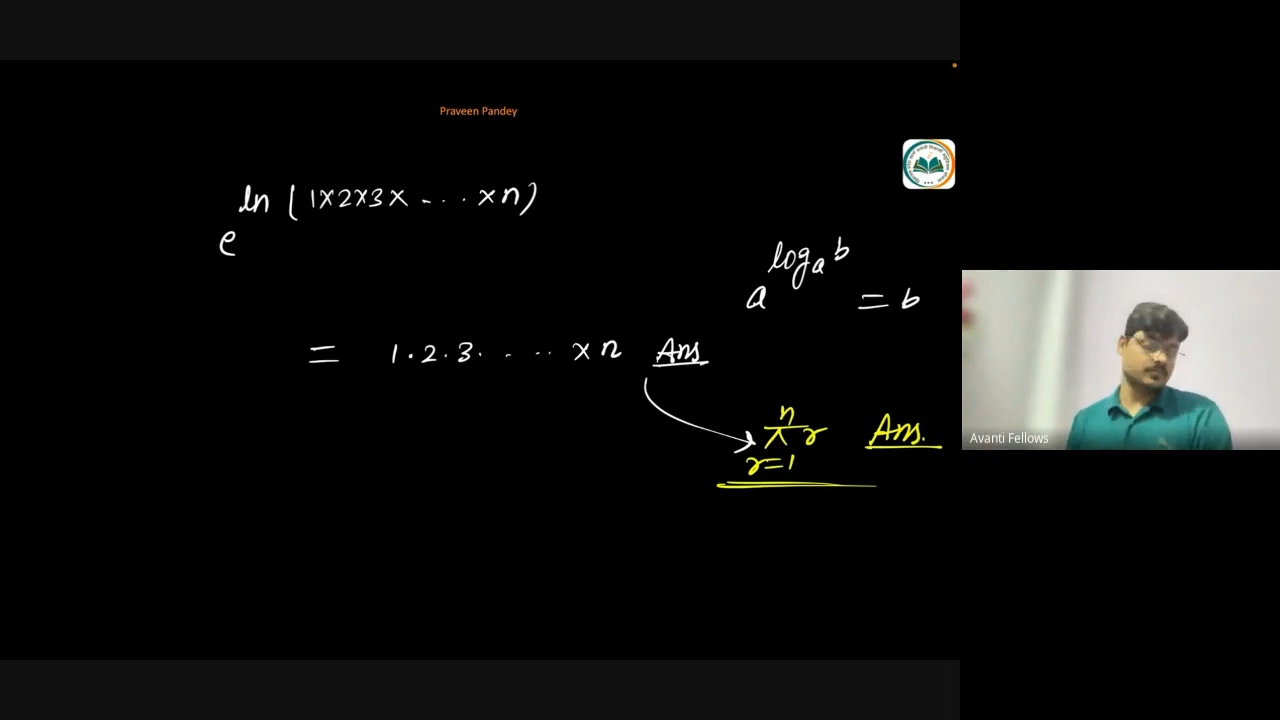 Praveen Pandey
e^{ln (1×2×3× .... ×n)}
a^{log_a b} = b
= 1.2.3. .... × n Ans
n
π r Ans.
r=1
Avanti Fellows